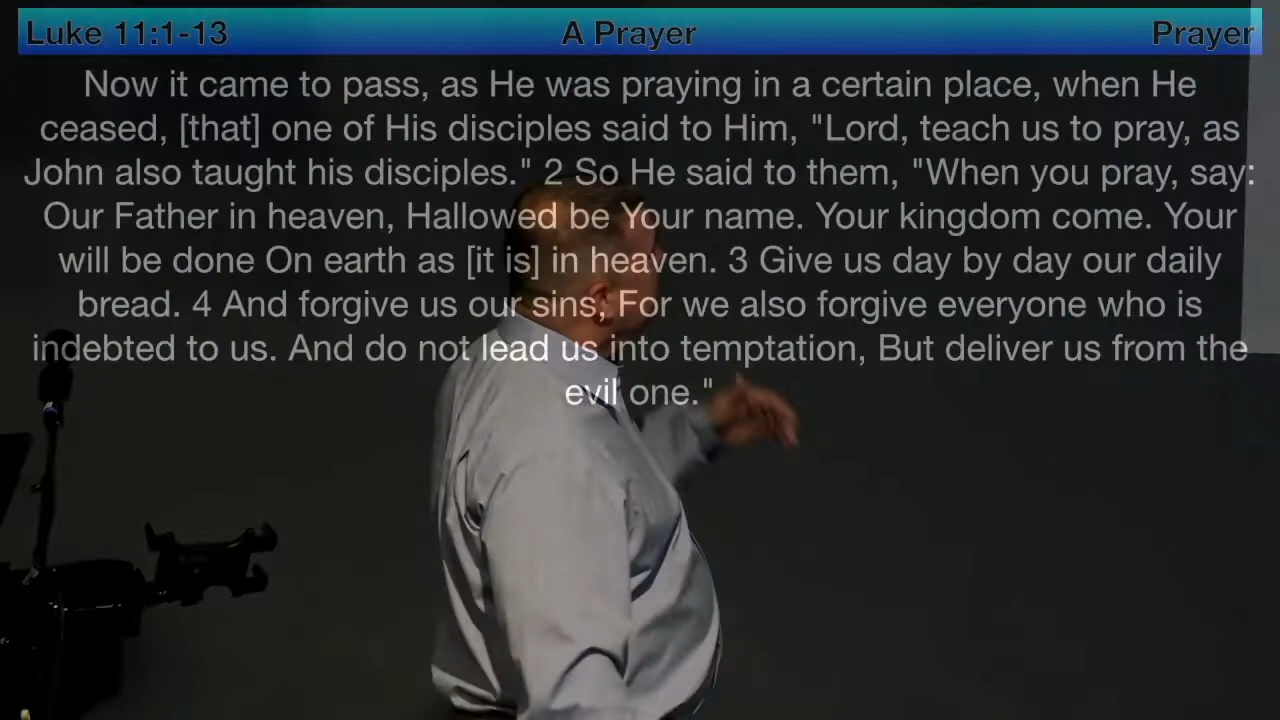 Luke 11:1-13 A Prayer Prayer
Now it came to pass, as He was praying in a certain place, when He
ceased, [that] one of His disciples said to Him, "Lord, teach us to pray, as
John also taught his disciples." 2 So He said to them, "When you pray, say:
Our Father in heaven, Hallowed be Your name. Your kingdom come. Your
will be done On earth as [it is] in heaven. 3 Give us day by day our daily
bread. 4 And forgive us our sins, For we also forgive everyone who is
indebted to us. And do not lead us into temptation, But deliver us from the
evil one."